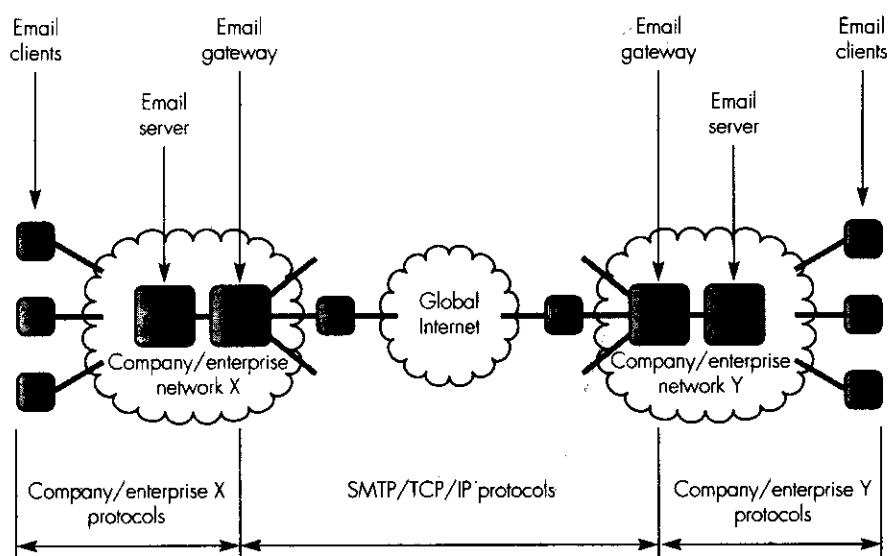 Email
clients
Email
gateway
Email
server
Email
gateway
Email
server
Email
clients
Global
Internet
Company/enterprise
network X
Company/enterprise
network Y
Company/enterprise X
protocols
SMTP/TCP/IP protocols
Company/enterprise Y
protocols